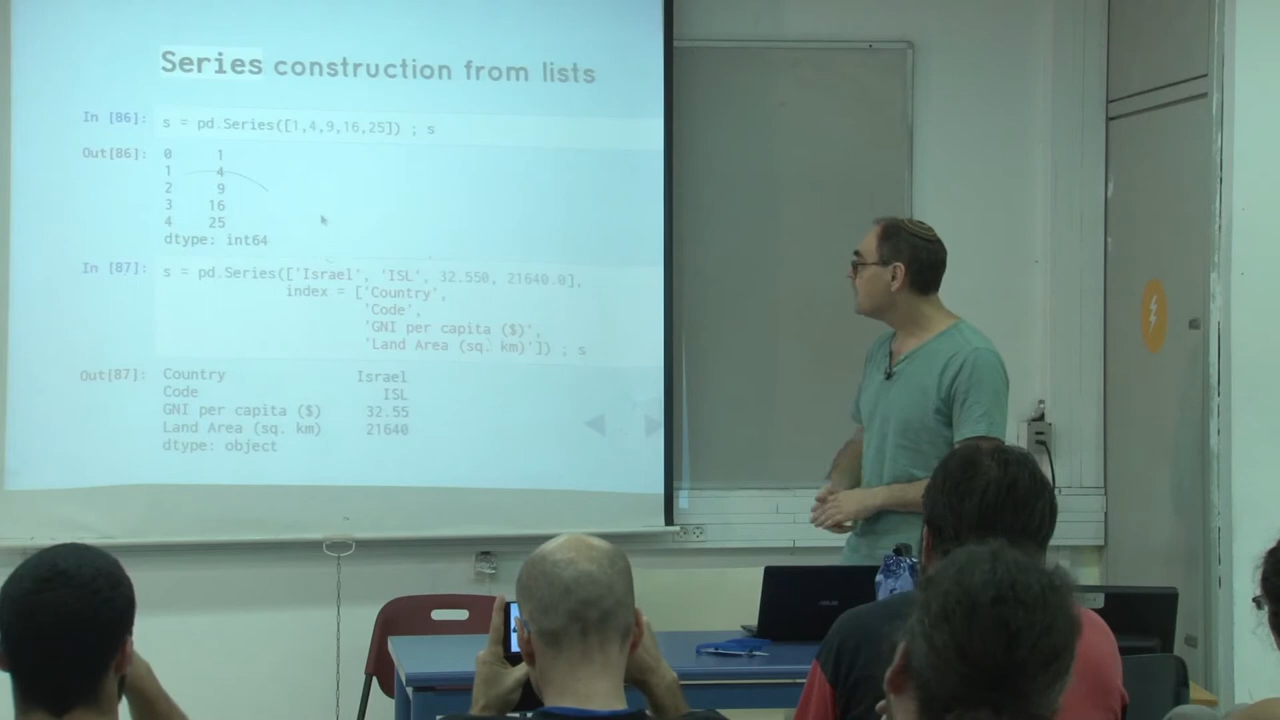 Series construction from lists
In [86]: s = pd.Series([1,4,9,16,25]) ; s
Out[86]: 0 1
1 4
2 9
3 16
4 25
dtype: int64
In [87]: s = pd.Series(['Israel', 'ISL', 32.550, 21640.0],
index = ['Country',
'Code',
'GNI per capita ($)',
'Land Area (sq. km)']) ; s
Out[87]: Country Israel
Code ISL
GNI per capita ($) 32.55
Land Area (sq. km) 21640
dtype: object
ASUS